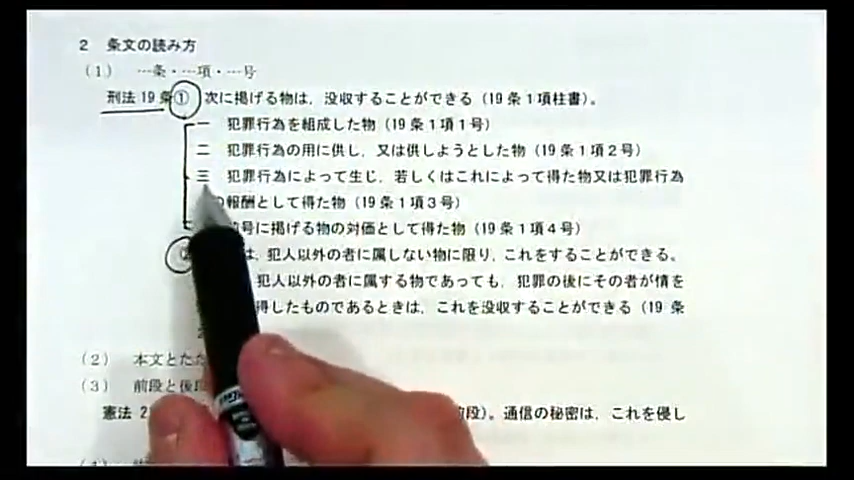 2 条文の読み方
(1) …条・…項・…号
刑法19条① 次に掲げる物は、没収することができる(19条1項柱書)。
一 犯罪行為を組成した物(19条1項1号)
二 犯罪行為の用に供し、又は供しようとした物(19条1項2号)
三 犯罪行為によって生じ、若しくはこれによって得た物又は犯罪行為
の報酬として得た物(19条1項3号)
号に掲げる物の対価として得た物(19条1項4号)
は、犯人以外の者に属しない物に限り、これをすることができる。
犯人以外の者に属する物であっても、犯罪の後にその者が情を
得したものであるときは、これを没収することができる(19条
(2) 本文とただ
(3) 前段と後段
憲法2 段)。通信の秘密は、これを侵し